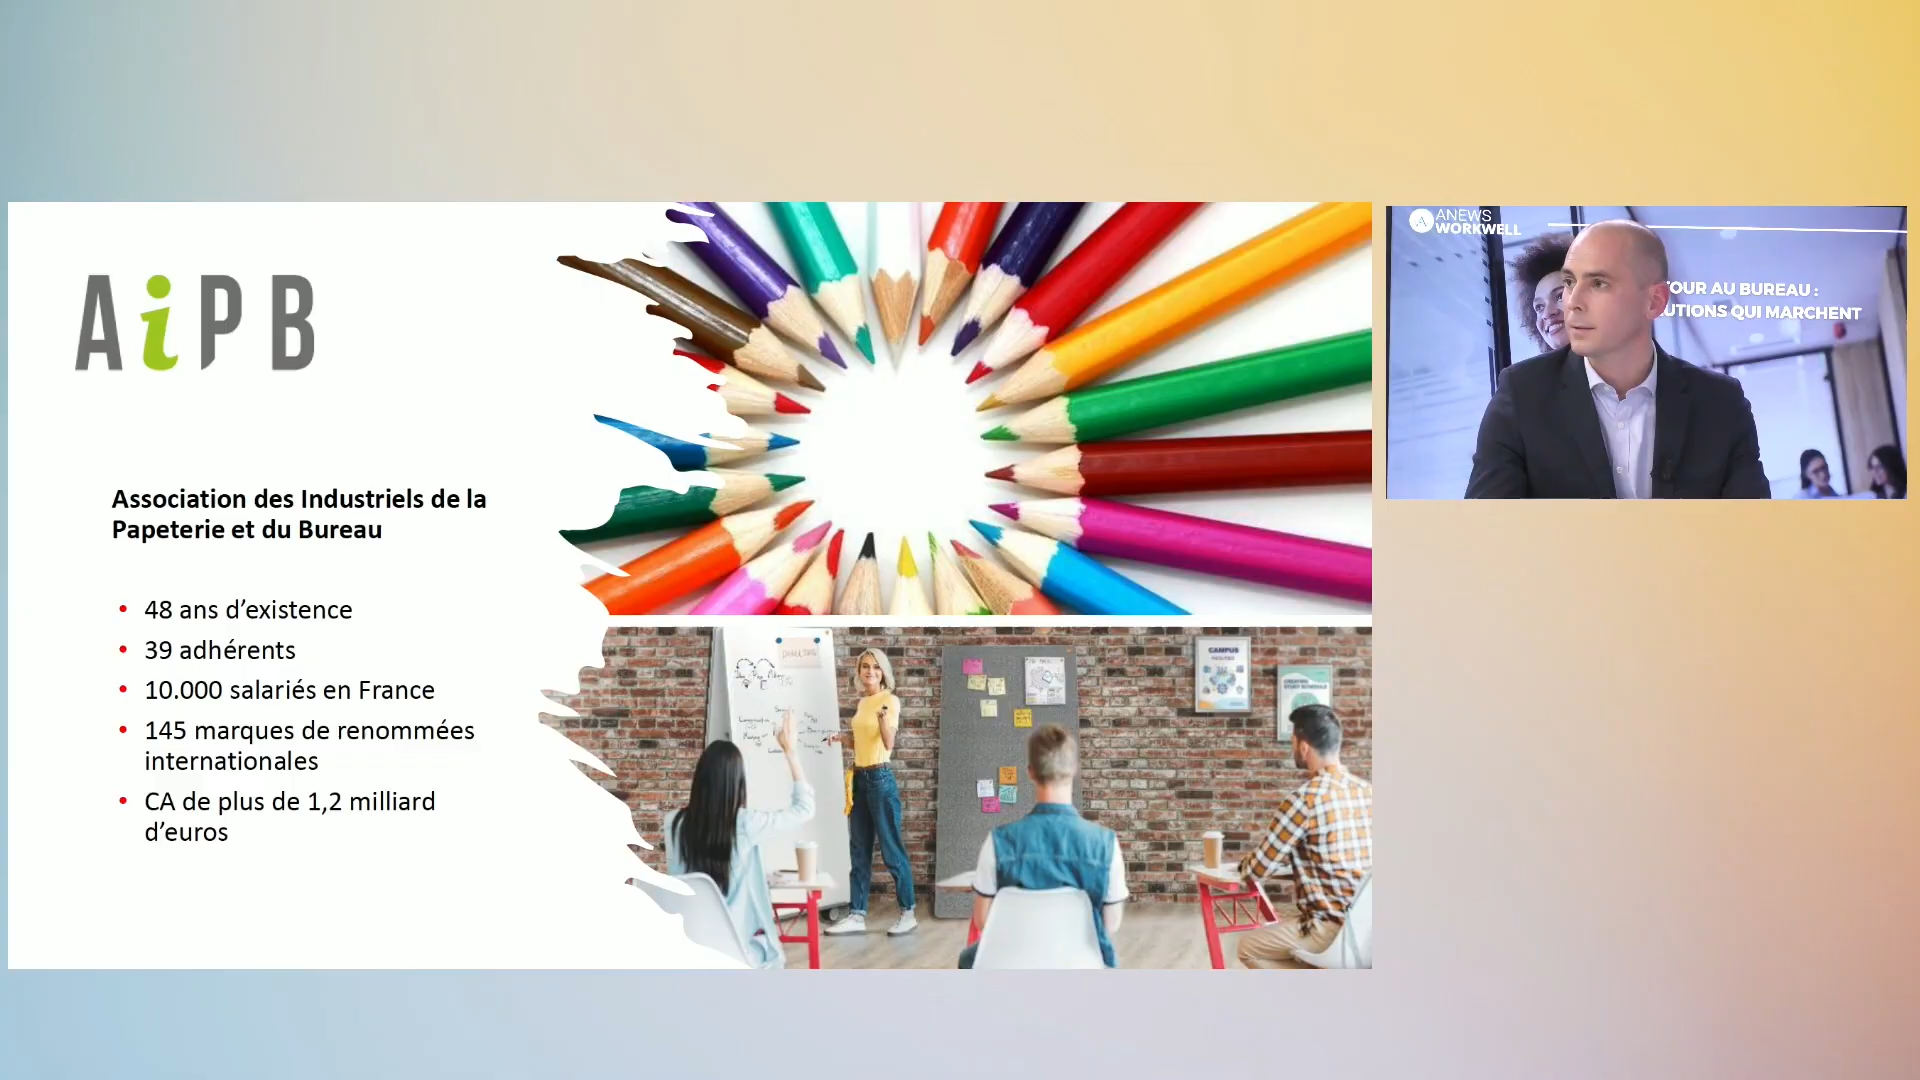 AiPB
Association des Industriels de la
Papeterie et du Bureau
• 48 ans d’existence
• 39 adhérents
• 10.000 salariés en France
• 145 marques de renommées
internationales
• CA de plus de 1,2 milliard
d’euros
CAMPUS
A ANEWS
WORKWELL
TOUR AU BUREAU :
UTIONS QUI MARCHENT